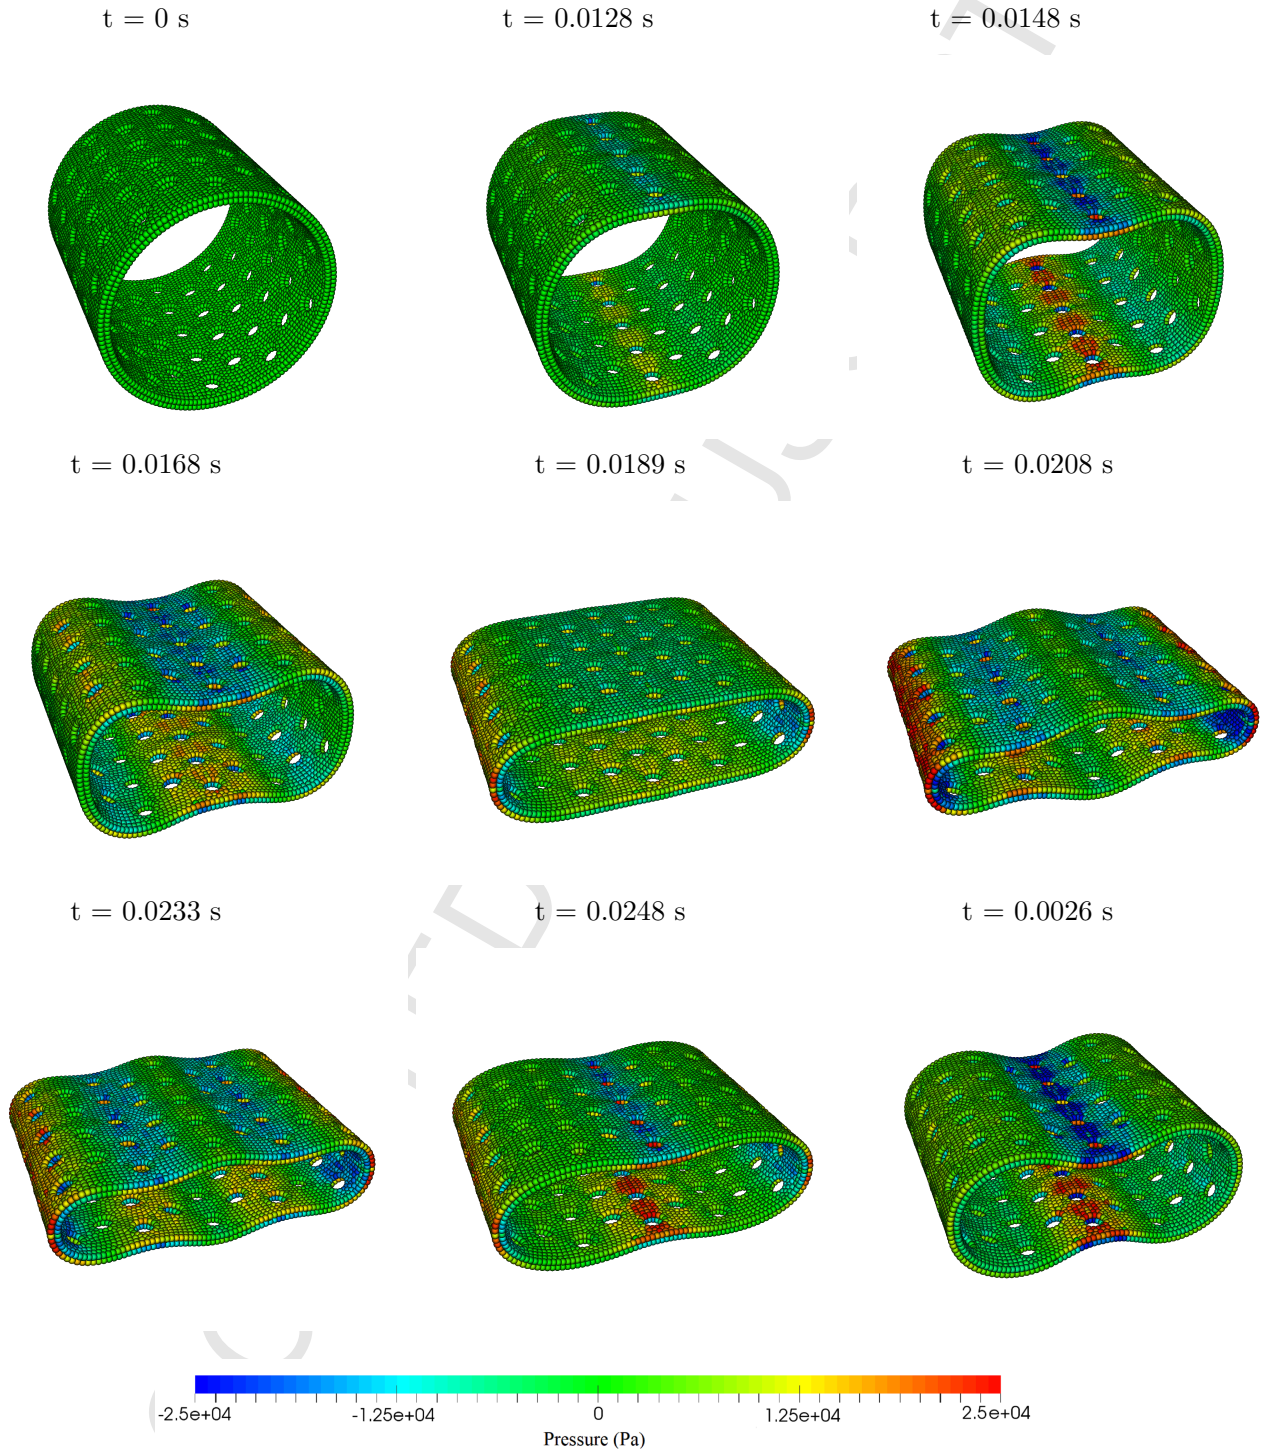 t = 0 s
t = 0.0128 s
t = 0.0148 s
t = 0.0168 s
t = 0.0189 s
t = 0.0208 s
t = 0.0233 s
t = 0.0248 s
t = 0.0026 s
-2.5e+04 -1.25e+04 0 1.25e+04 2.5e+04
Pressure (Pa)